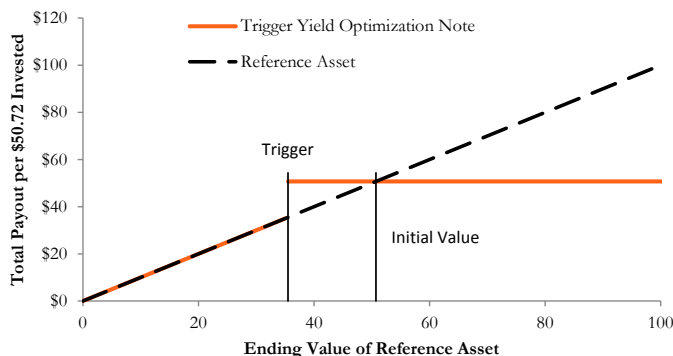 $120
$100
$80
$60
$40
$20
$0
Total Payout per $50.72 Invested
Trigger Yield Optimization Note
Reference Asset
Trigger
Initial Value
0 20 40 60 80 100
Ending Value of Reference Asset